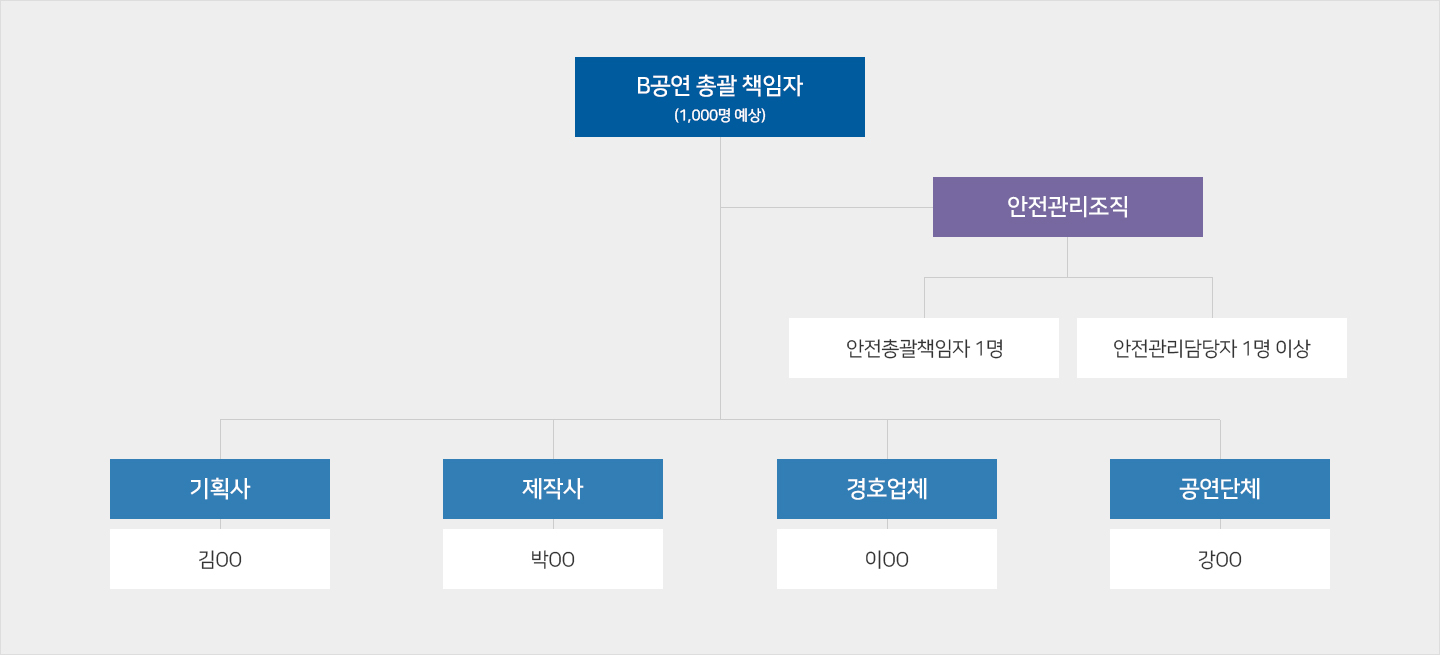 B공연 총괄 책임자
(1,000명 예상)
안전관리조직
안전총괄책임자 1명
안전관리담당자 1명 이상
기획사
제작사
경호업체
공연단체
김OO
박OO
이OO
강OO